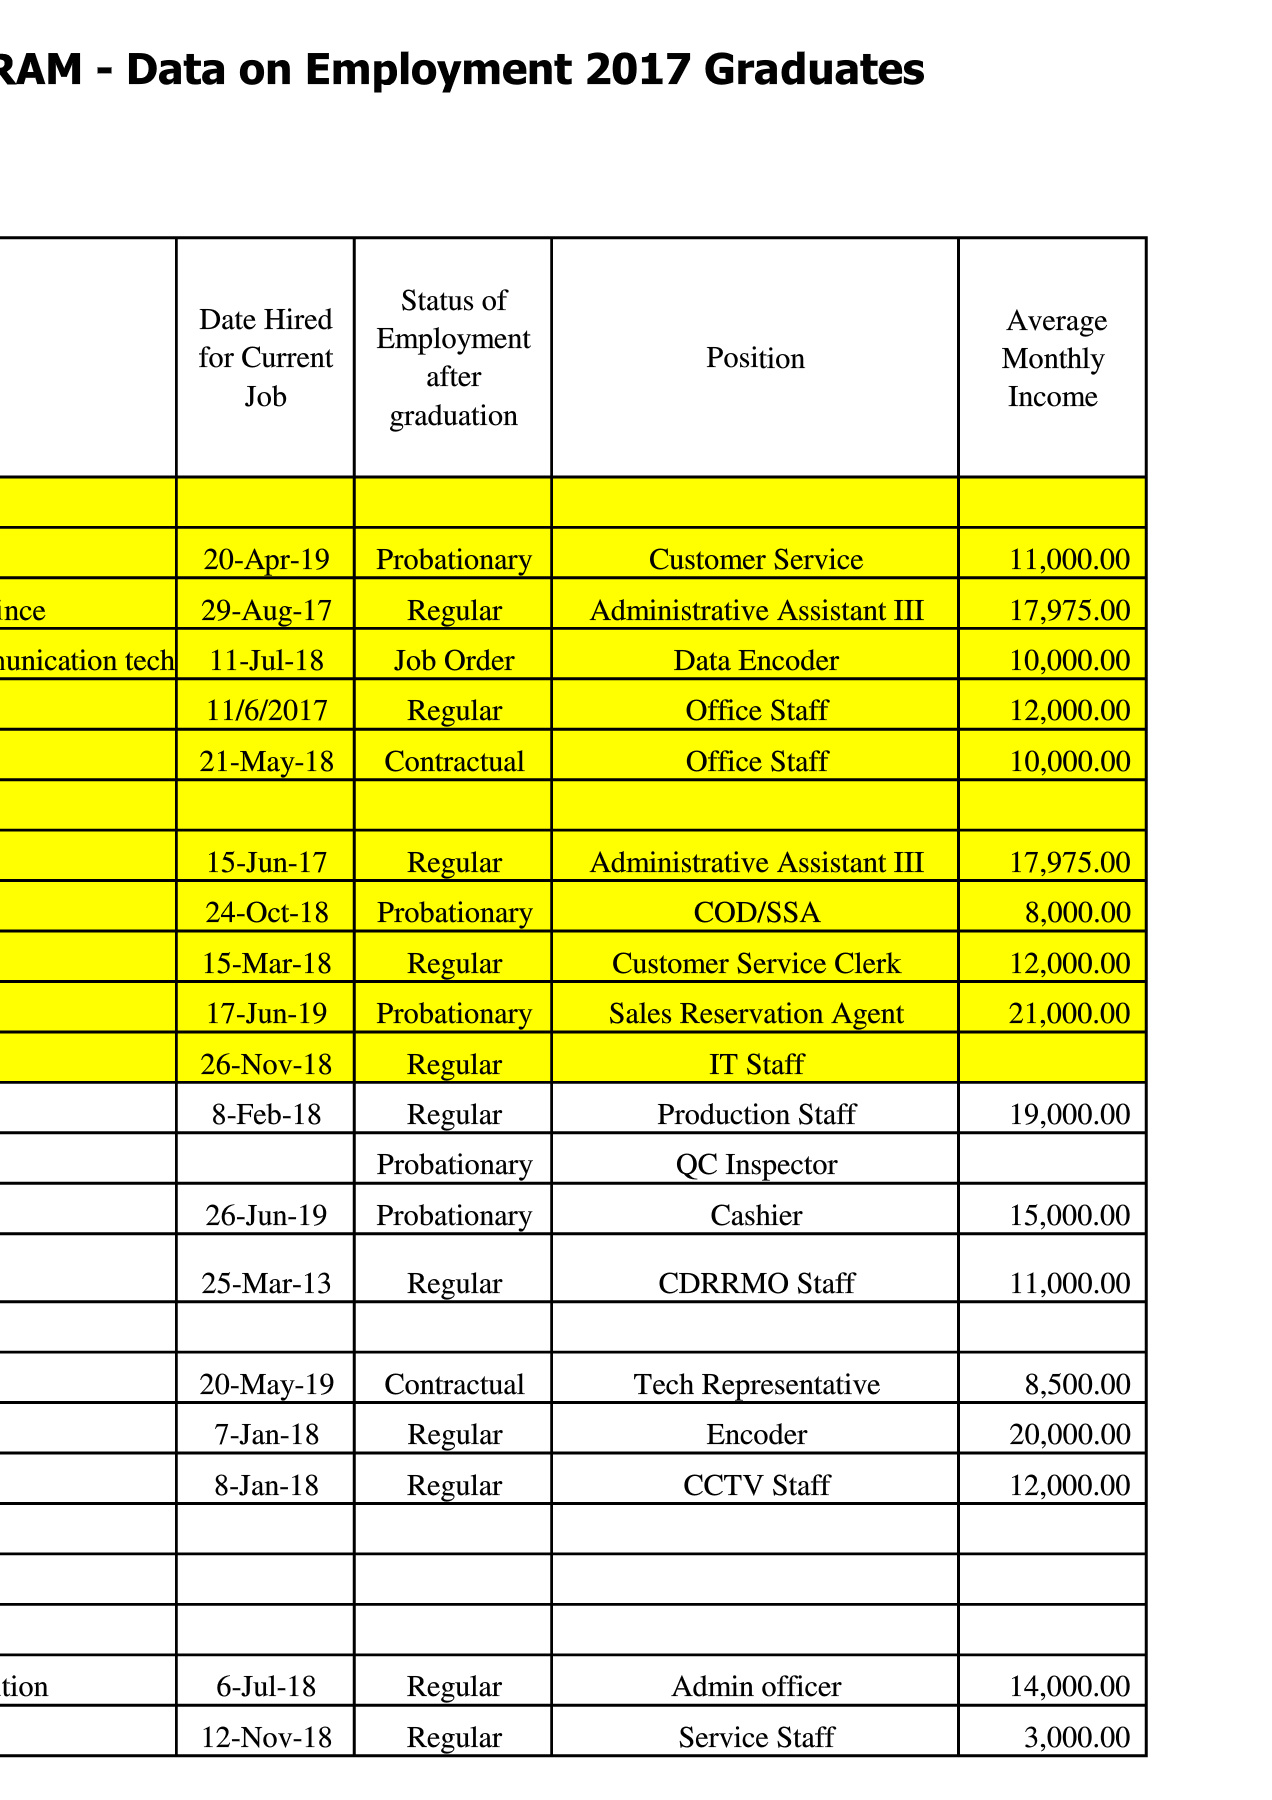 RAM - Data on Employment 2017 Graduates
Date Hired for Current Job Status of Employment after graduation Position Average Monthly Income
20-Apr-19 Probationary Customer Service 11,000.00
ince 29-Aug-17 Regular Administrative Assistant III 17,975.00
unication tech 11-Jul-18 Job Order Data Encoder 10,000.00
11/6/2017 Regular Office Staff 12,000.00
21-May-18 Contractual Office Staff 10,000.00
15-Jun-17 Regular Administrative Assistant III 17,975.00
24-Oct-18 Probationary COD/SSA 8,000.00
15-Mar-18 Regular Customer Service Clerk 12,000.00
17-Jun-19 Probationary Sales Reservation Agent 21,000.00
26-Nov-18 Regular IT Staff
8-Feb-18 Regular Production Staff 19,000.00
Probationary QC Inspector
26-Jun-19 Probationary Cashier 15,000.00
25-Mar-13 Regular CDRRMO Staff 11,000.00
20-May-19 Contractual Tech Representative 8,500.00
7-Jan-18 Regular Encoder 20,000.00
8-Jan-18 Regular CCTV Staff 12,000.00
tion 6-Jul-18 Regular Admin officer 14,000.00
12-Nov-18 Regular Service Staff 3,000.00